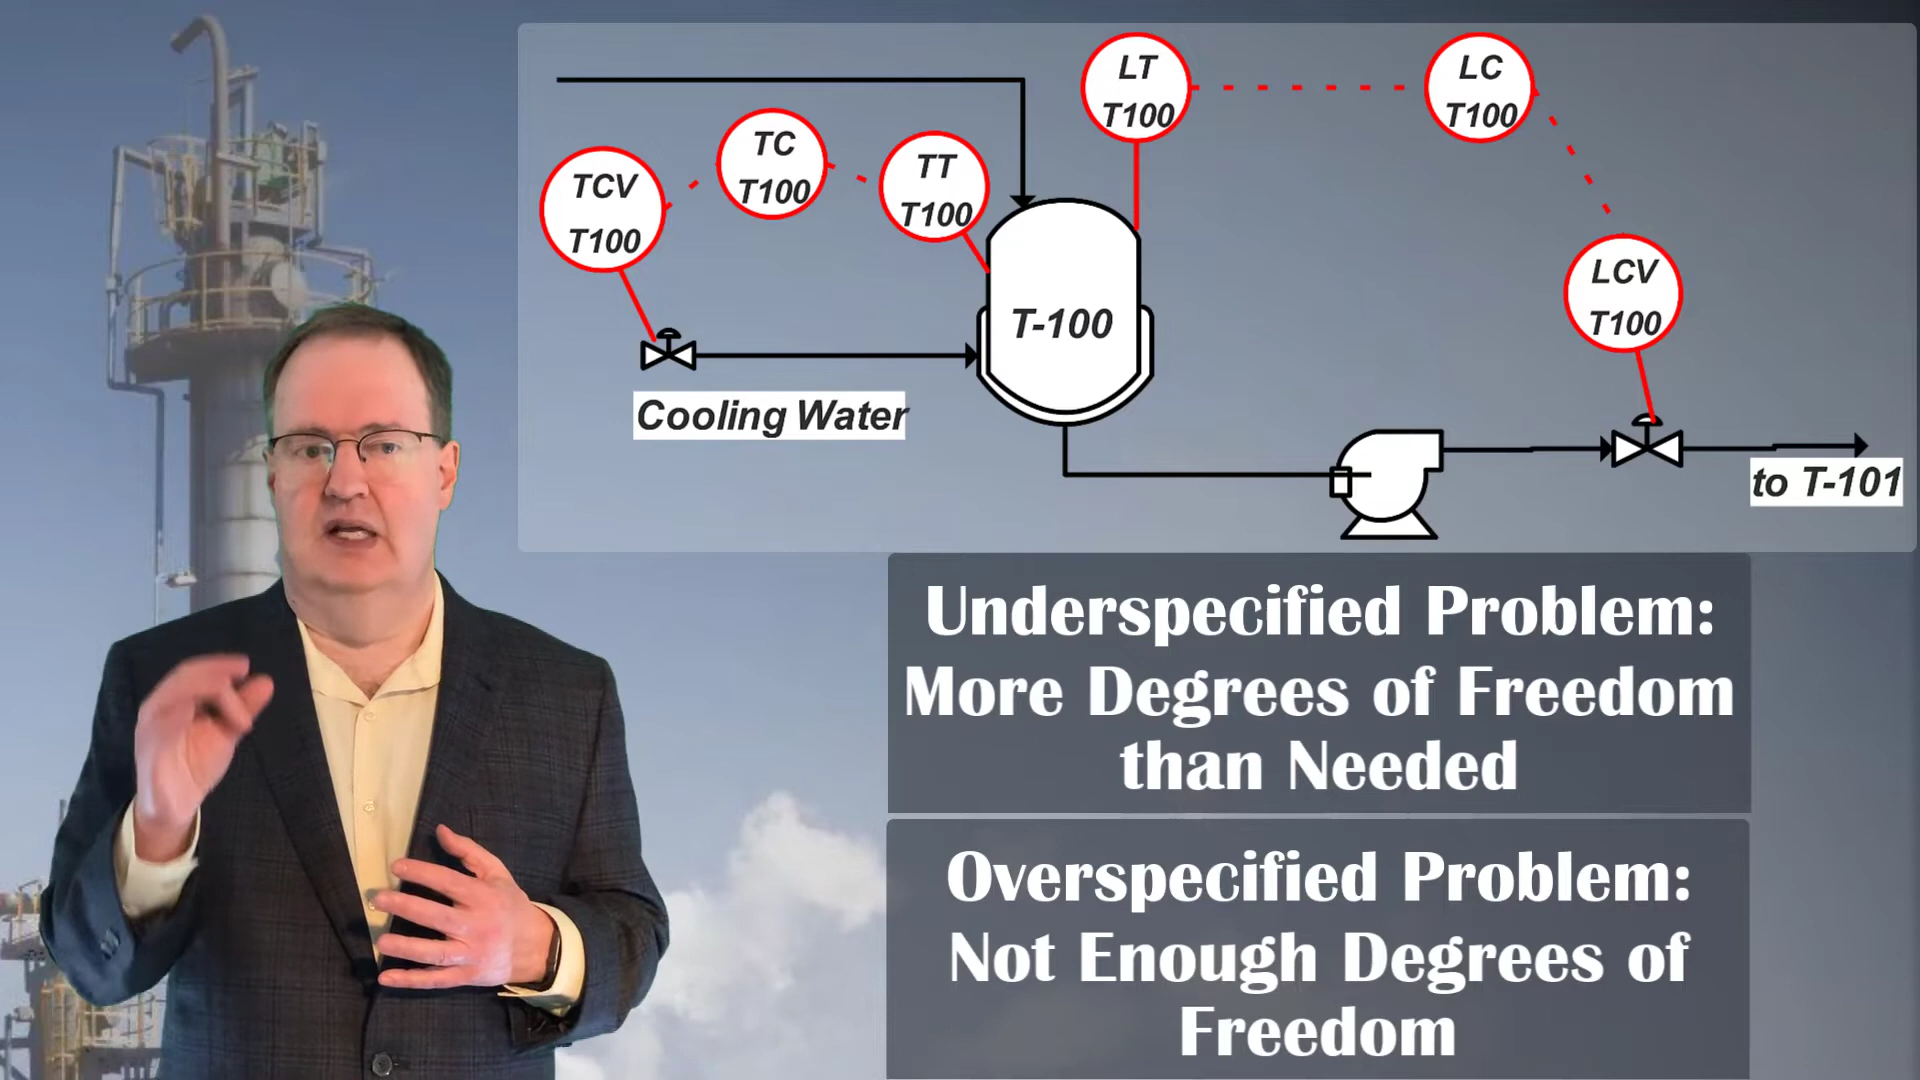 LT
T100
LC
T100
TC
T100
TT
T100
TCV
T100
T-100
LCV
T100
Cooling Water
to T-101
Underspecified Problem:
More Degrees of Freedom
than Needed
Overspecified Problem:
Not Enough Degrees of
Freedom